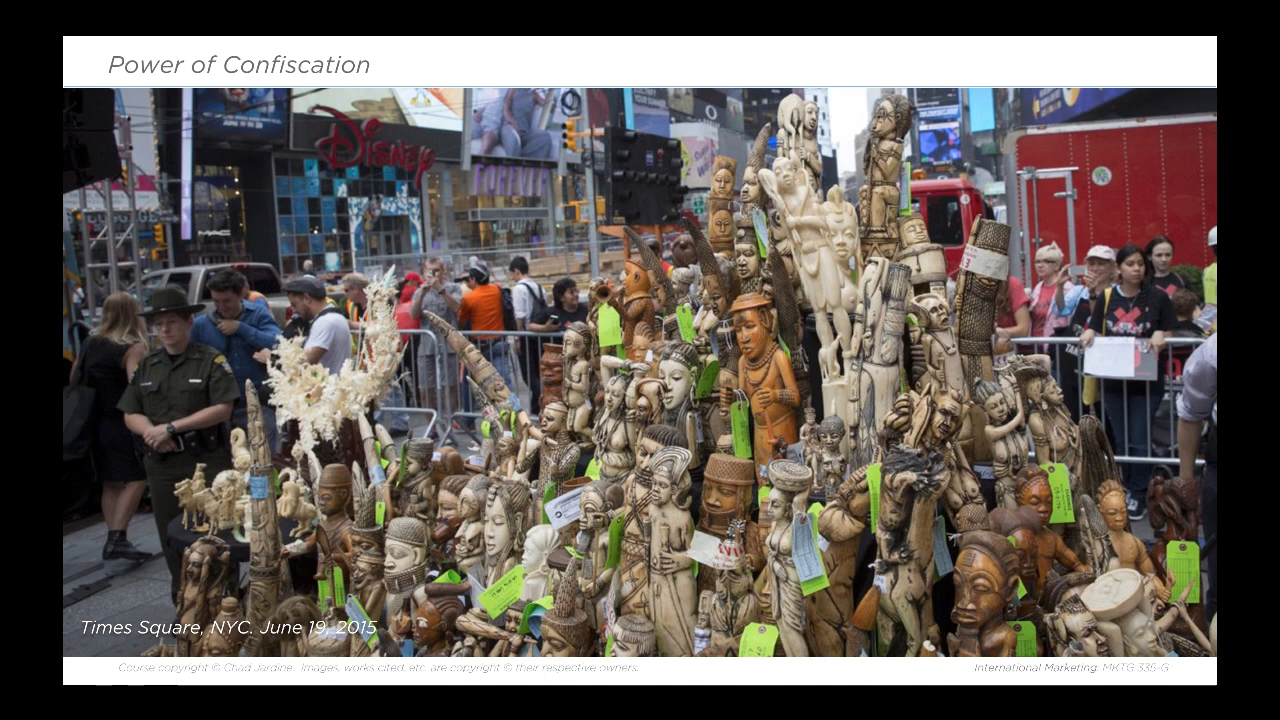 Power of Confiscation
Disney
MAC
Times Square, NYC. June 19, 2015
Course copyright © Chad Jardine. Images, works cited, etc. are copyright © their respective owners.
International Marketing: MKTG 335-G